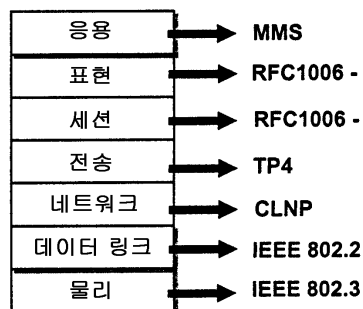 응용 MMS
표현 RFC1006 -
세션 RFC1006 -
전송 TP4
네트워크 CLNP
데이터 링크 IEEE 802.2
물리 IEEE 802.3